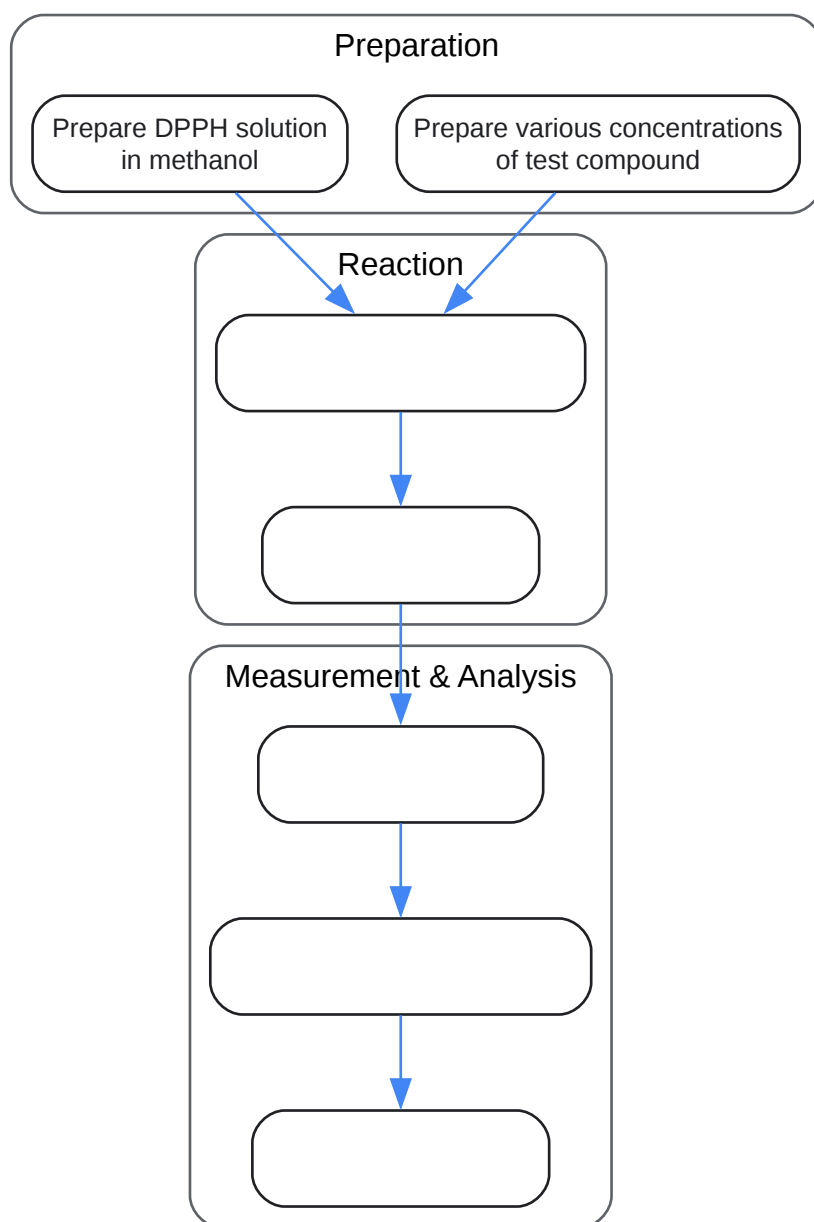 Preparation
Prepare DPPH solution
in methanol
Prepare various concentrations
of test compound
Reaction
Measurement & Analysis